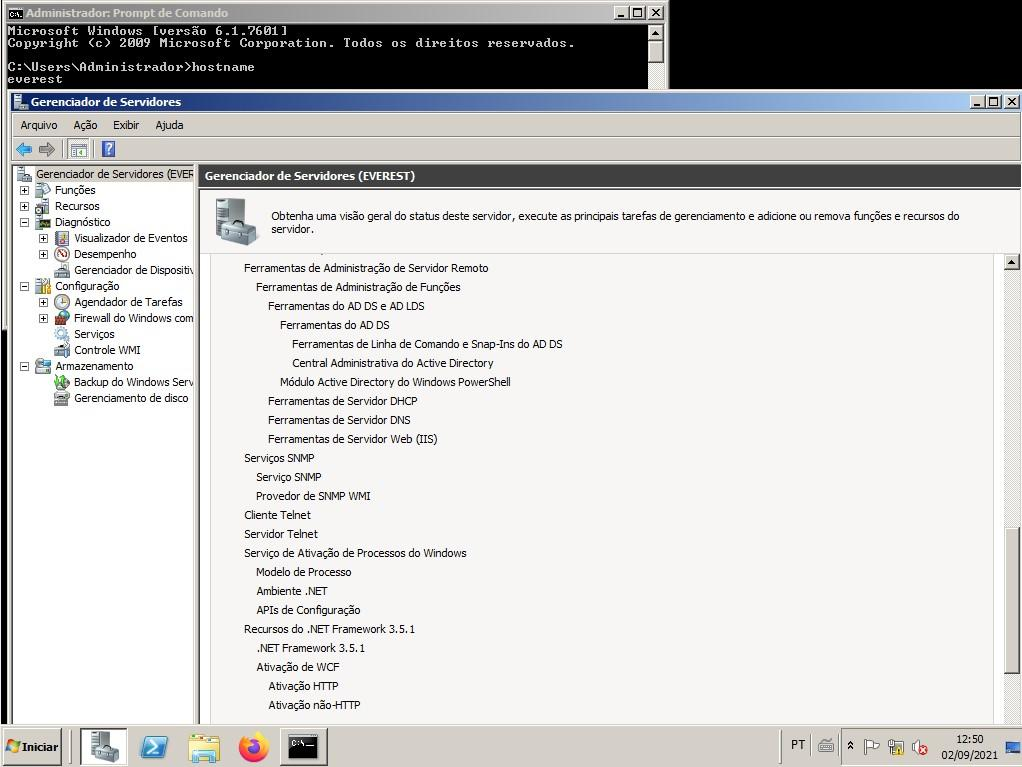 Administrador: Prompt de Comando
Microsoft Windows [versão 6.1.7601]
Copyright (c) 2009 Microsoft Corporation. Todos os direitos reservados.
C:\Users\Administrador>hostname
everest
Gerenciador de Servidores
Arquivo Ação Exibir Ajuda
Gerenciador de Servidores (EVER
Funções
Recursos
Diagnóstico
Visualizador de Eventos
Desempenho
Gerenciador de Dispositiv
Configuração
Agendador de Tarefas
Firewall do Windows com
Serviços
Controle WMI
Armazenamento
Backup do Windows Serv
Gerenciamento de disco
Gerenciador de Servidores (EVEREST)
Obtenha uma visão geral do status deste servidor, execute as principais tarefas de gerenciamento e adicione ou remova funções e recursos do
servidor.
Ferramentas de Administração de Servidor Remoto
Ferramentas de Administração de Funções
Ferramentas do AD DS e AD LDS
Ferramentas do AD DS
Ferramentas de Linha de Comando e Snap-Ins do AD DS
Central Administrativa do Active Directory
Módulo Active Directory do Windows PowerShell
Ferramentas de Servidor DHCP
Ferramentas de Servidor DNS
Ferramentas de Servidor Web (IIS)
Serviços SNMP
Serviço SNMP
Provedor de SNMP WMI
Cliente Telnet
Servidor Telnet
Serviço de Ativação de Processos do Windows
Modelo de Processo
Ambiente .NET
APIs de Configuração
Recursos do .NET Framework 3.5.1
.NET Framework 3.5.1
Ativação de WCF
Ativação HTTP
Ativação não-HTTP
Iniciar
PT
12:50
02/09/2021